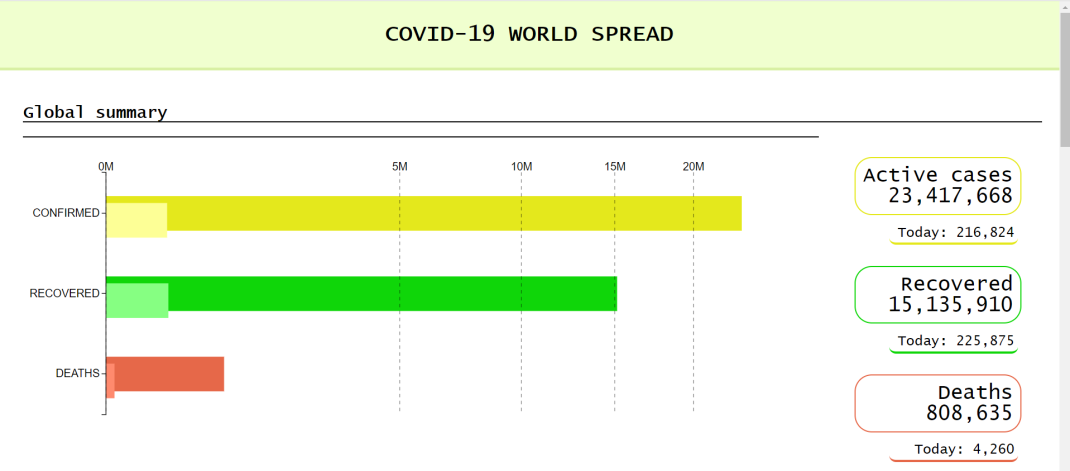 COVID-19 WORLD SPREAD
Global summary
0M 5M 10M 15M 20M
CONFIRMED
RECOVERED
DEATHS
Active cases
23,417,668
Today: 216,824
Recovered
15,135,910
Today: 225,875
Deaths
808,635
Today: 4,260